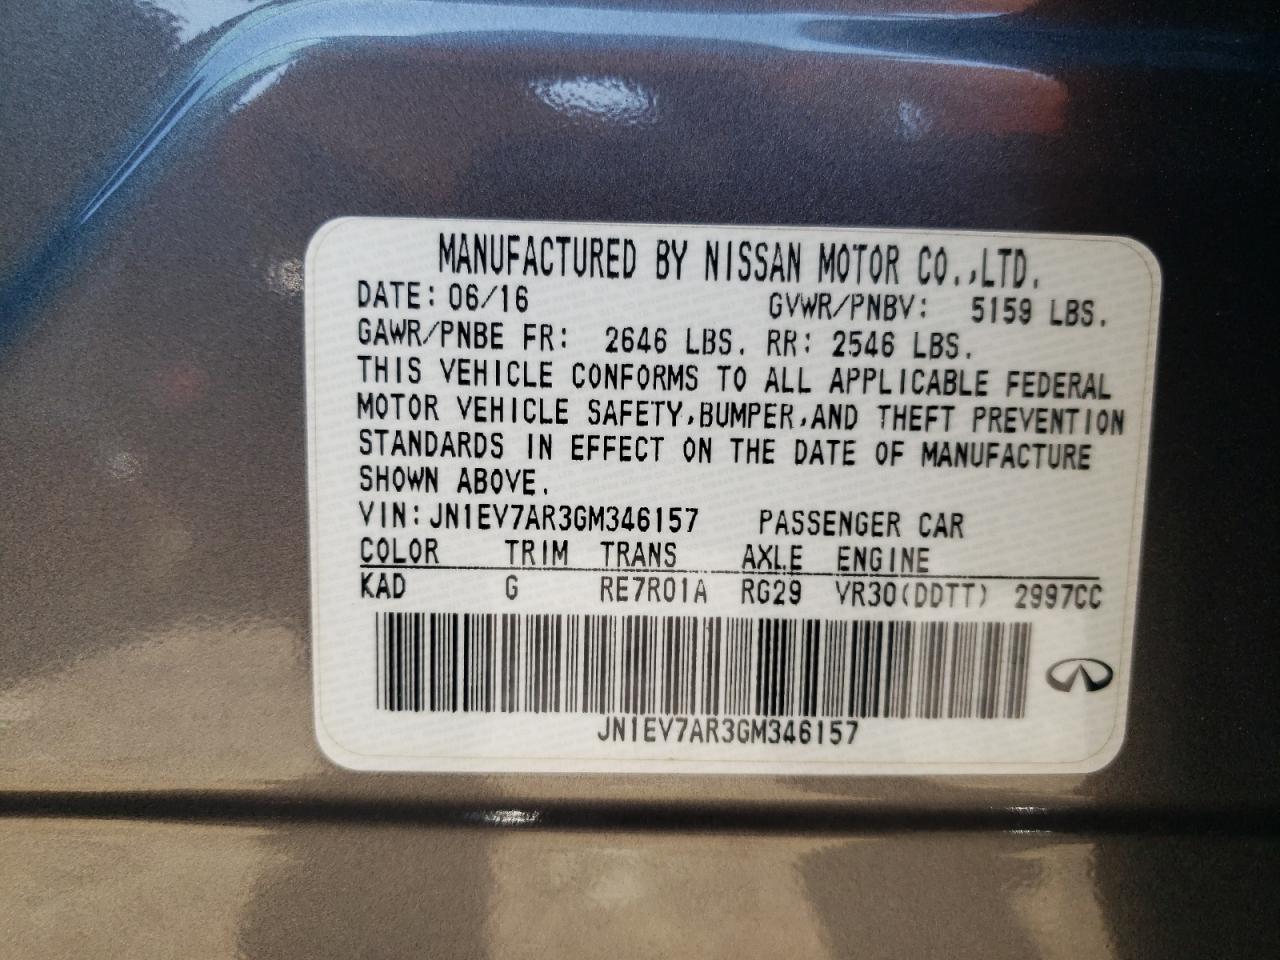 MANUFACTURED BY NISSAN MOTOR CO.,LTD.
DATE: 06/16 GVWR/PNBV: 5159 LBS.
GAWR/PNBE FR: 2646 LBS. RR: 2546 LBS.
THIS VEHICLE CONFORMS TO ALL APPLICABLE FEDERAL
MOTOR VEHICLE SAFETY,BUMPER,AND THEFT PREVENTION
STANDARDS IN EFFECT ON THE DATE OF MANUFACTURE
SHOWN ABOVE.
VIN: JN1EV7AR3GM346157 PASSENGER CAR
COLOR TRIM TRANS AXLE ENGINE
KAD G RE7R01A RG29 VR30(DDTT) 2997CC
JN1EV7AR3GM346157